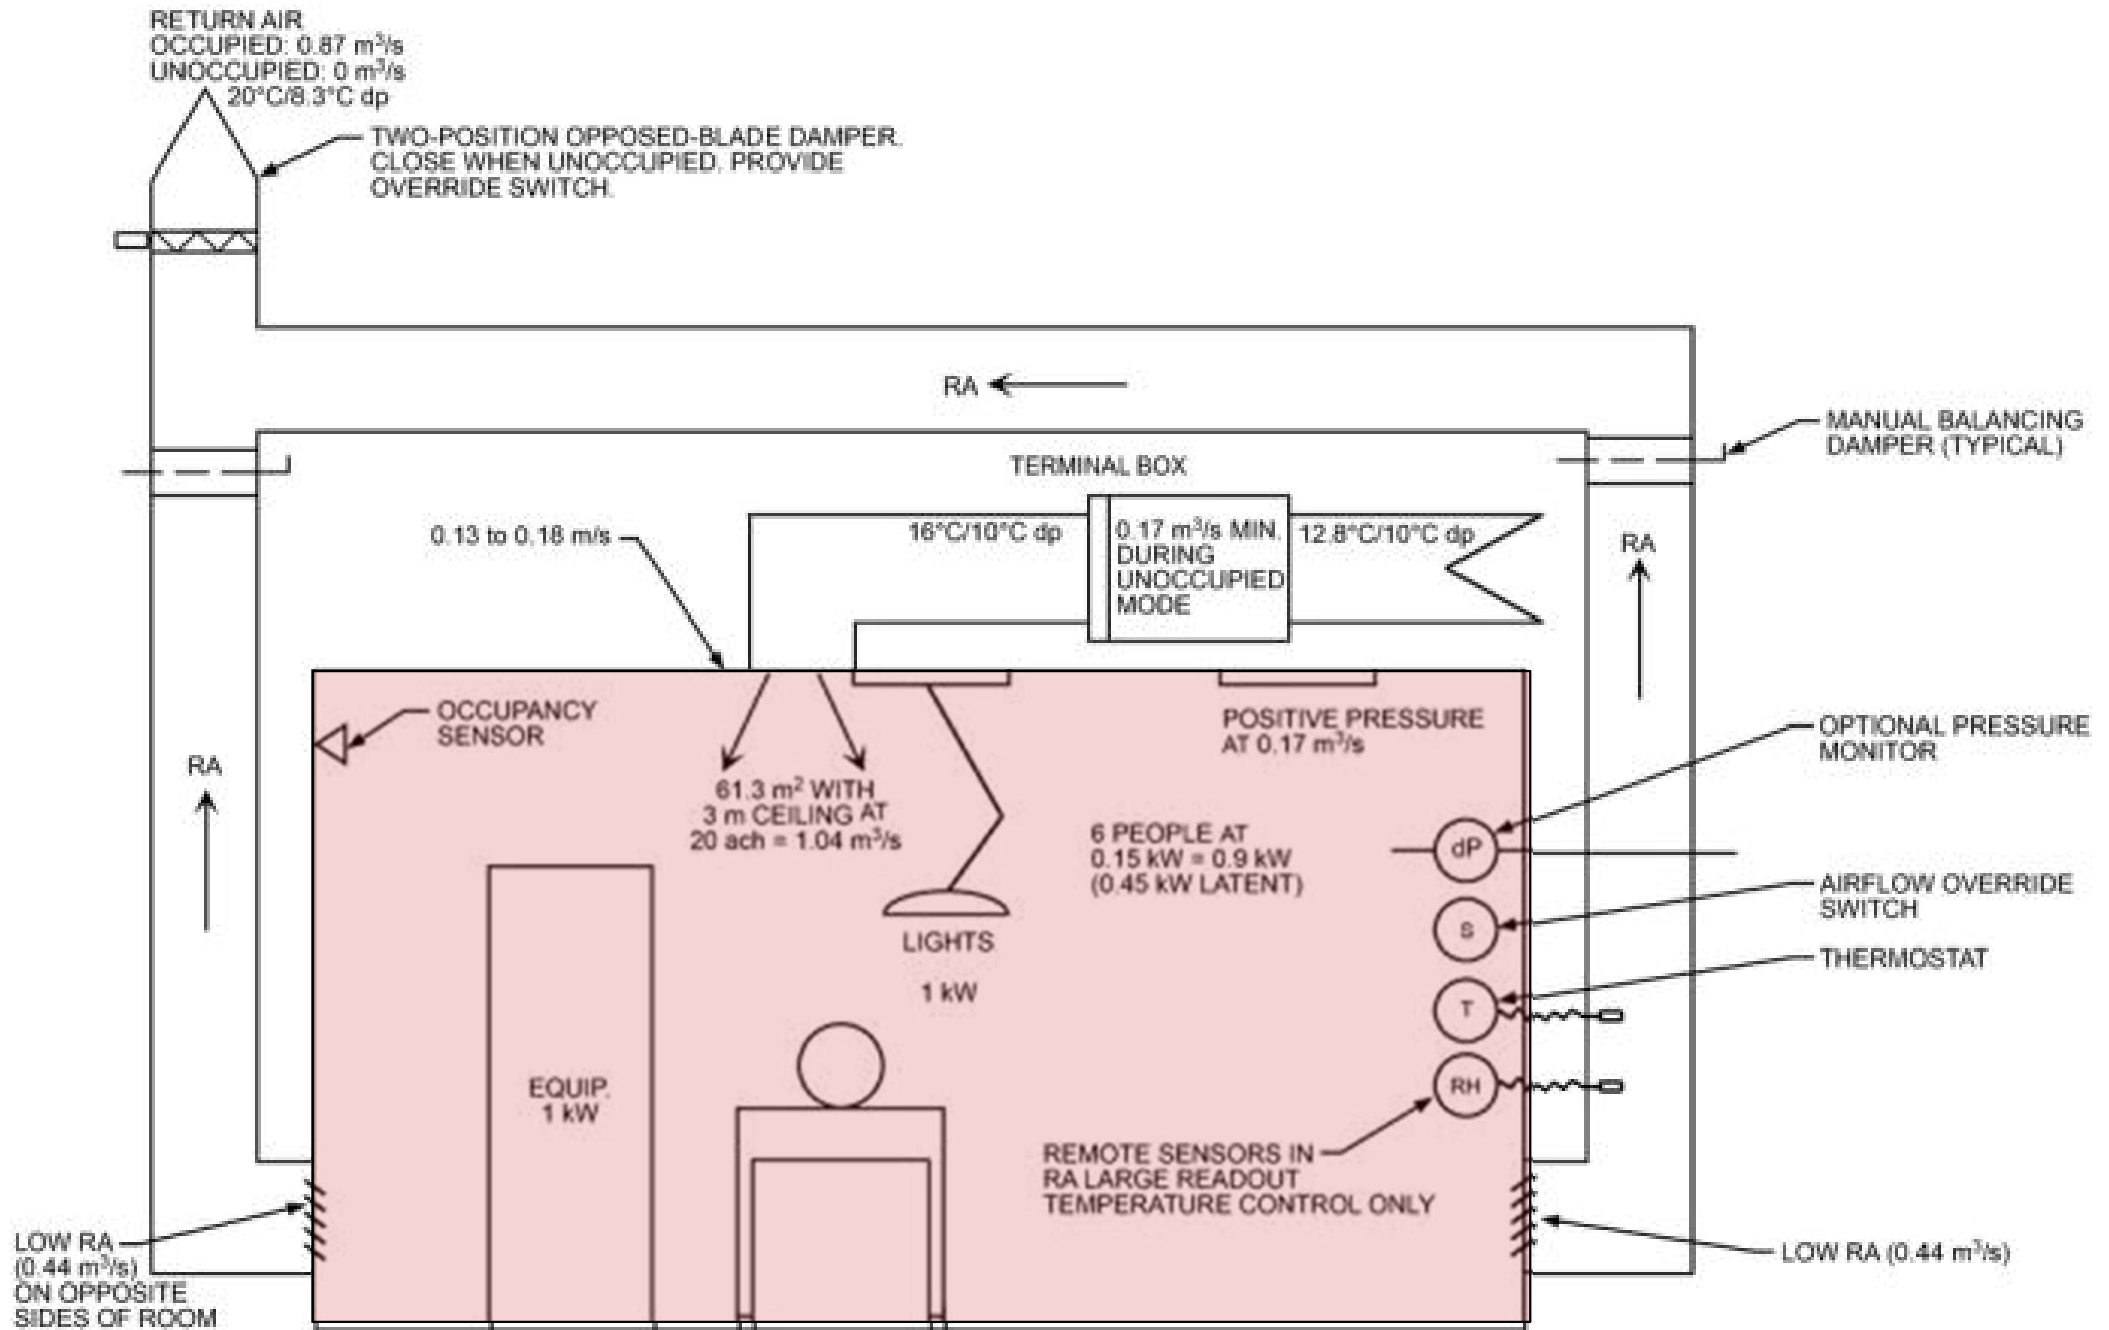 RETURN AIR
OCCUPIED: 0.87 m³/s
UNOCCUPIED: 0 m³/s
20°C/8.3°C dp
TWO-POSITION OPPOSED-BLADE DAMPER.
CLOSE WHEN UNOCCUPIED. PROVIDE
OVERRIDE SWITCH.
RA
MANUAL BALANCING
DAMPER (TYPICAL)
TERMINAL BOX
0.13 to 0.18 m/s
16°C/10°C dp
0.17 m³/s MIN.
DURING
UNOCCUPIED
MODE
12.8°C/10°C dp
RA
OCCUPANCY
SENSOR
POSITIVE PRESSURE
AT 0.17 m³/s
OPTIONAL PRESSURE
MONITOR
RA
61.3 m² WITH
3 m CEILING AT
20 ach = 1.04 m³/s
6 PEOPLE AT
0.15 kW = 0.9 kW
(0.45 kW LATENT)
dP
AIRFLOW OVERRIDE
SWITCH
S
LIGHTS
1 kW
THERMOSTAT
T
EQUIP.
1 kW
RH
REMOTE SENSORS IN
RA LARGE READOUT
TEMPERATURE CONTROL ONLY
LOW RA
(0.44 m³/s)
ON OPPOSITE
SIDES OF ROOM
LOW RA (0.44 m³/s)